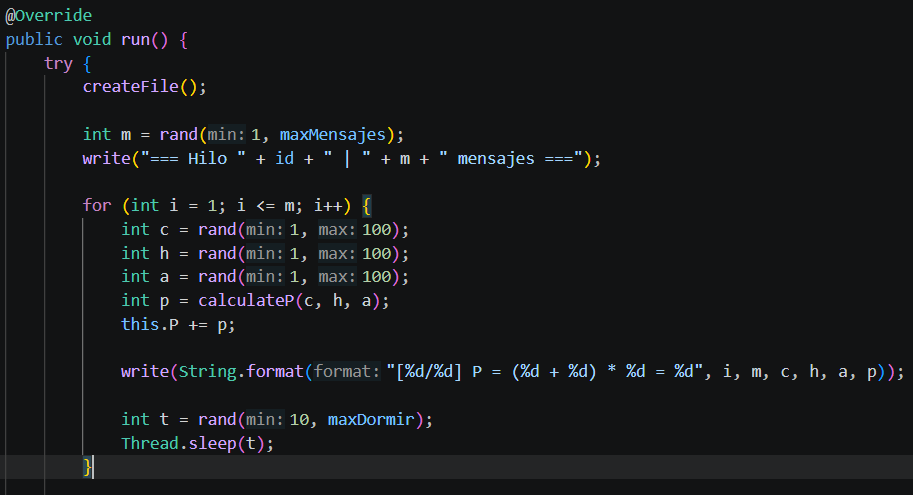 @Override
public void run() {
try {
createFile();
int m = rand(min: 1, maxMensajes);
write("=== Hilo " + id + " | " + m + " mensajes ===");
for (int i = 1; i <= m; i++) {
int c = rand(min: 1, max: 100);
int h = rand(min: 1, max: 100);
int a = rand(min: 1, max: 100);
int p = calculateP(c, h, a);
this.P += p;
write(String.format(format: "[%d/%d] P = (%d + %d) * %d = %d", i, m, c, h, a, p));
int t = rand(min: 10, maxDormir);
Thread.sleep(t);
}